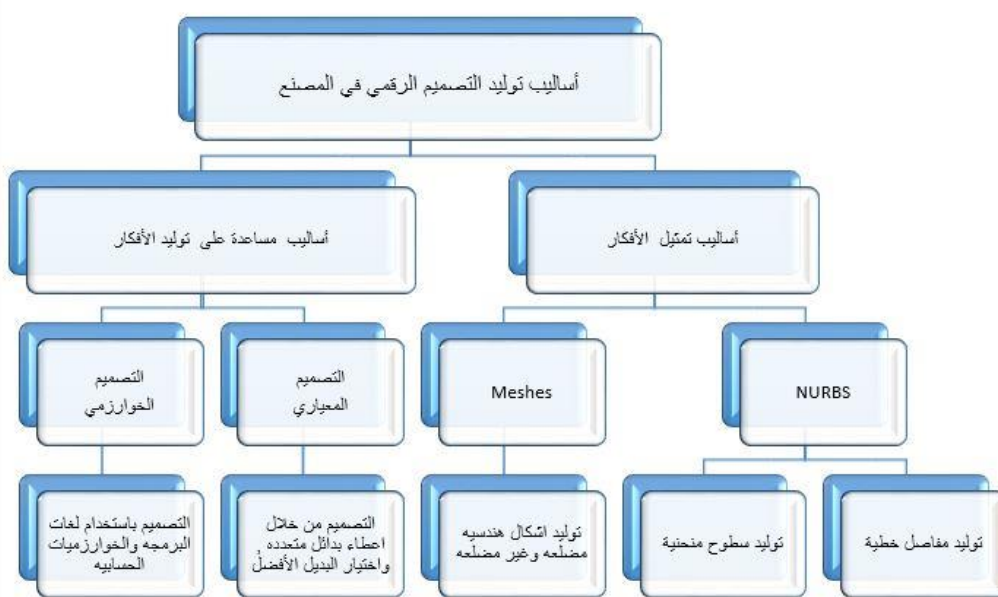 أساليب توليد التصميم الرقمي في المصنع
أساليب تمثيل الأفكار
أساليب مساعدة على توليد الأفكار
NURBS
Meshes
التصميم
المعياري
التصميم
الخوارزمي
توليد مفاصل خطية
توليد سطوح منحنية
توليد اشكال هندسيه
مضلعه وغير مضلعه
التصميم من خلال
اعطاء بدائل متعدده و
واختيار البديل الأفضل
التصميم باستخدام لغات
البرمجه والخوارزميات
الحسابيه